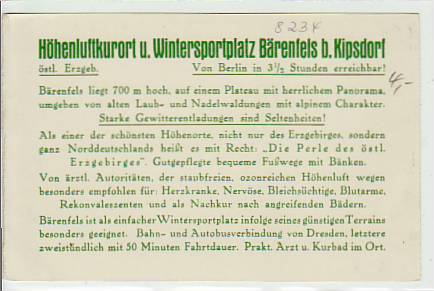 8234
Höhenluftkurort u. Wintersportplatz Bärenfels b. Kipsdorf
östl. Erzgeb. Von Berlin in 3½ Stunden erreichbar!
4,-
Bärenfels liegt 700 m hoch, auf einem Plateau mit herrlichem Panorama,
umgeben von alten Laub- und Nadelwaldungen mit alpinem Charakter.
Starke Gewitterentladungen sind Seltenheiten!
Als einer der schönsten Höhenorte, nicht nur des Erzgebirges, sondern
ganz Norddeutschlands heißt es mit Recht: „Die Perle des östl.
Erzgebirges". Gutgepflegte bequeme Fußwege mit Bänken.
Von ärztl. Autoritäten, der staubfreien, ozonreichen Höhenluft wegen
besonders empfohlen für: Herzkranke, Nervöse, Bleichsüchtige, Blutarme,
Rekonvaleszenten und als Nachkur nach angreifenden Bädern.
Bärenfels ist als einfacher Wintersportplatz infolge seines günstigen Terrains
besonders geeignet. Bahn- und Autobusverbindung von Dresden, letztere
zweistündlich mit 50 Minuten Fahrtdauer. Prakt. Arzt u. Kurbad im Ort.